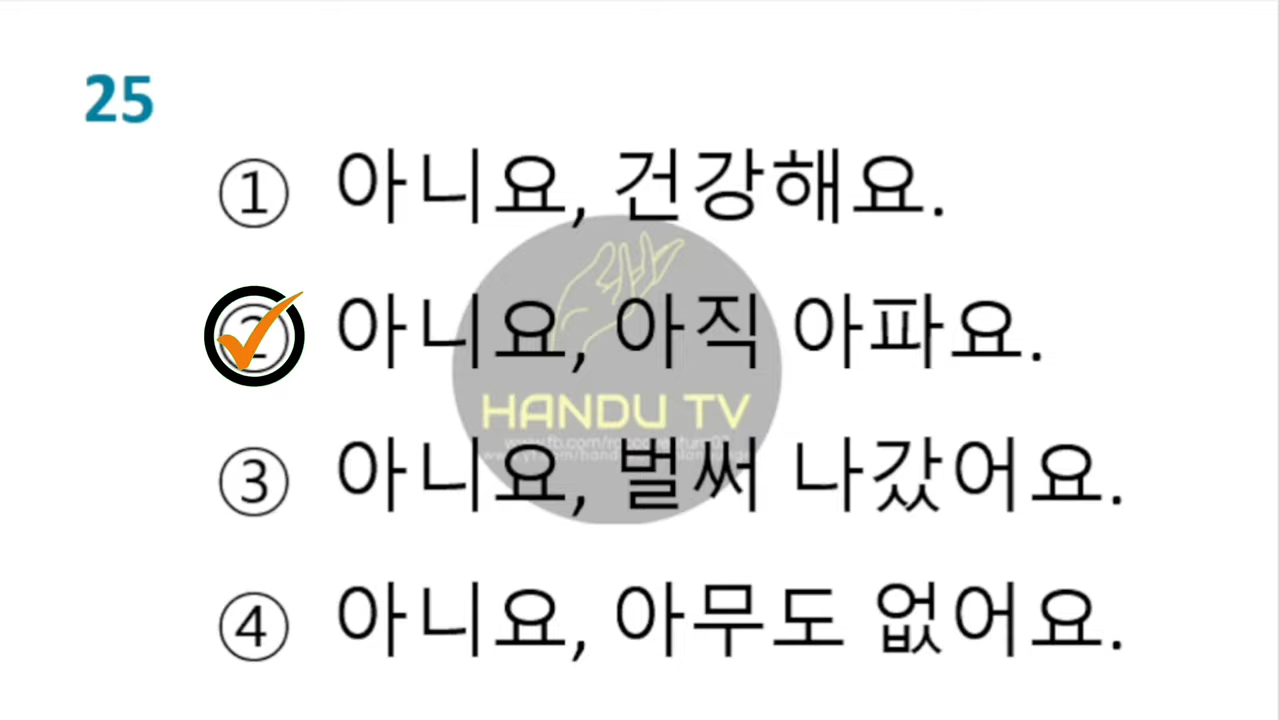 25
① 아니요, 건강해요.
② 아니요, 아직 아파요.
HANDU TV
③ 아니요, 벌써 나갔어요.
④ 아니요, 아무도 없어요.